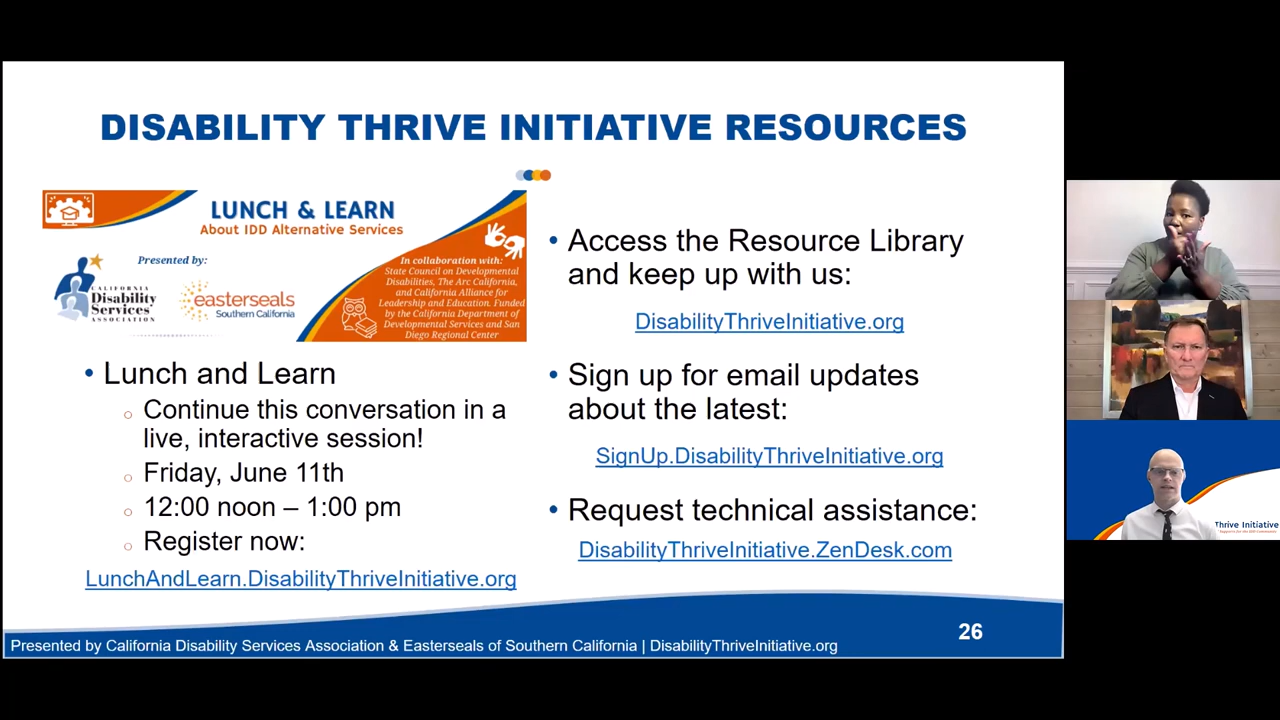 DISABILITY THRIVE INITIATIVE RESOURCES
LUNCH & LEARN
About IDD Alternative Services
Presented by:
CALIFORNIA
Disability
Services
ASSOCIATION
easterseals
Southern California
In collaboration with:
State Council on Developmental
Disabilities, The Arc California,
and California Alliance for
Leadership and Education. Funded
by the California Department of
Developmental Services and San
Diego Regional Center
• Lunch and Learn
○ Continue this conversation in a
live, interactive session!
○ Friday, June 11th
○ 12:00 noon – 1:00 pm
○ Register now:
LunchAndLearn.DisabilityThriveInitiative.org
• Access the Resource Library
and keep up with us:
DisabilityThriveInitiative.org
• Sign up for email updates
about the latest:
SignUp.DisabilityThriveInitiative.org
• Request technical assistance:
DisabilityThriveInitiative.ZenDesk.com
Presented by California Disability Services Association & Easterseals of Southern California | DisabilityThriveInitiative.org
26
Thrive Initiative